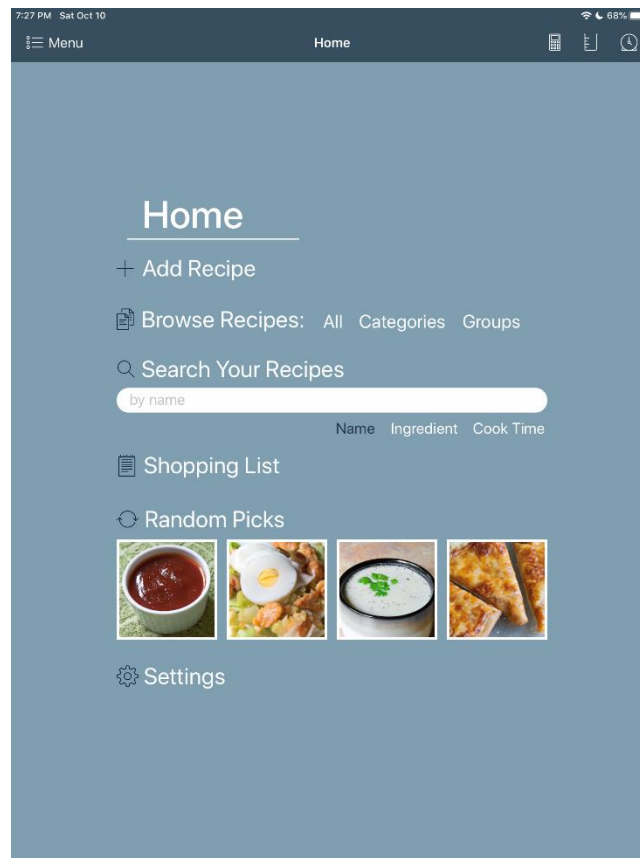 7:27 PM Sat Oct 10 68%
Menu Home
Home
Add Recipe
Browse Recipes: All Categories Groups
Search Your Recipes
by name
Name Ingredient Cook Time
Shopping List
Random Picks
Settings